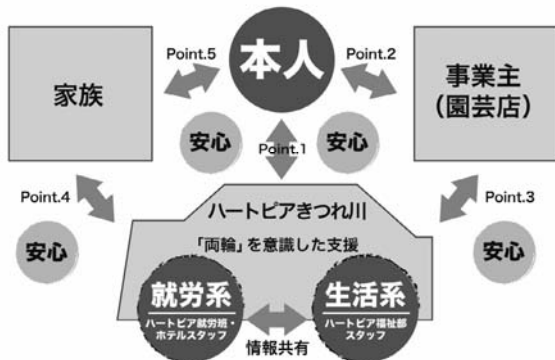 Point.5
本人
Point.2
家族
事業主
(園芸店)
安心
Point.1
安心
Point.4
ハートピアきつれ川
Point.3
「両輪」を意識した支援
安心
安心
就労系
ハートピア就労班・
ホテルスタッフ
生活系
ハートピア福祉部
スタッフ
情報共有